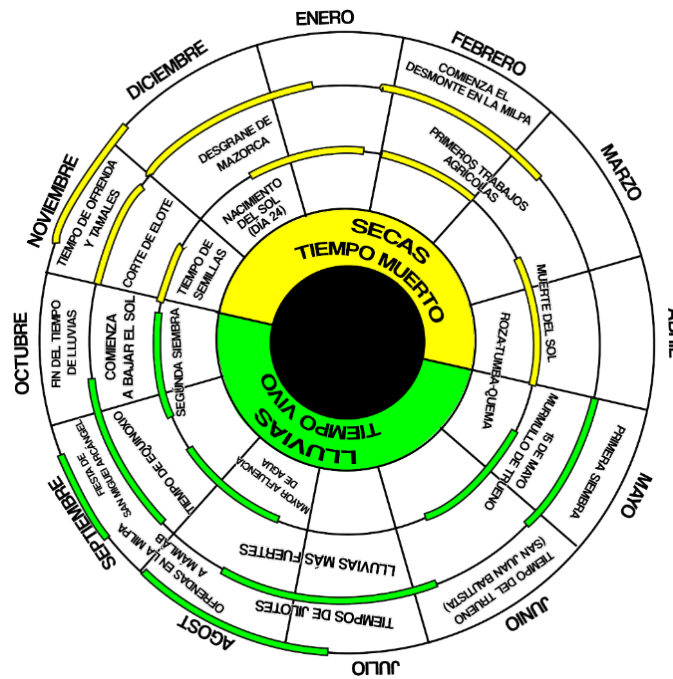 ENERO
FEBRERO
COMIENZA EL
DESMONTE EN LA MILPA
PRIMEROS TRABAJOS
AGRICOLAS
MARZO
MUERTE DEL SOL
ABRIL
ROZA-TUMBA-QUEMA
MAYO
PRIMERA SIEMBRA
15 DE MAYO
MURMULLO DE TRUENO
JUNIO
TIEMPO DEL TRUENO
(SAN JUAN BAUTISTA)
JULIO
LLUVIAS MÁS FUERTES
TIEMPOS DE JILOTES
AGOST
OFRENDAS EN LA MILPA
A MAMLÁB
MAYOR AFLUENCIA
DE AGUA
SEPTIEMBRE
FIESTA DE
SAN MIGUEL ARCANGEL
TIEMPO DE EQUINOXIO
OCTUBRE
FIN DEL TIEMPO
DE LLUVIAS
COMIENZA
A BAJAR EL SOL
SEGUNDA SIEMBRA
NOVIEMBRE
TIEMPO DE OFRENDA
Y TAMALES
CORTE DE ELOTE
TIEMPO DE
SEMILLAS
DICIEMBRE
DESGRANE DE
MAZORCA
NACIMIENTO
DEL SOL
(DIA 24)
SECAS
TIEMPO MUERTO
LLUVIAS
TIEMPO VIVO